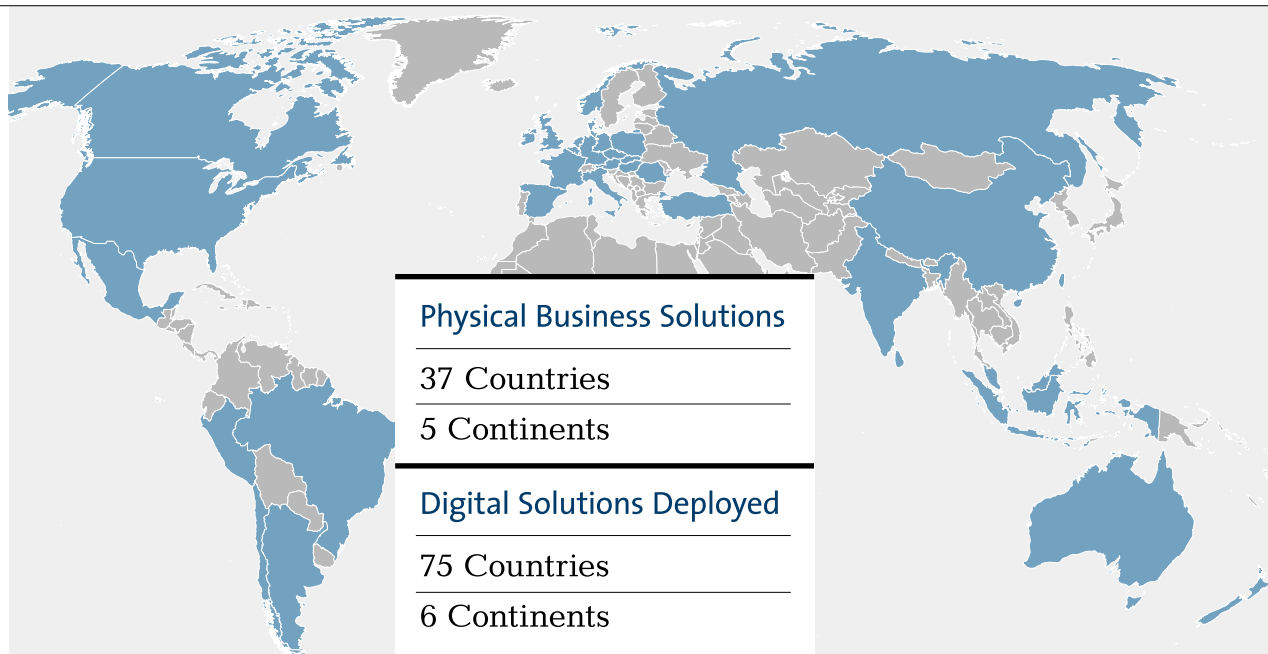 Physical Business Solutions
37 Countries
5 Continents
Digital Solutions Deployed
75 Countries
6 Continents